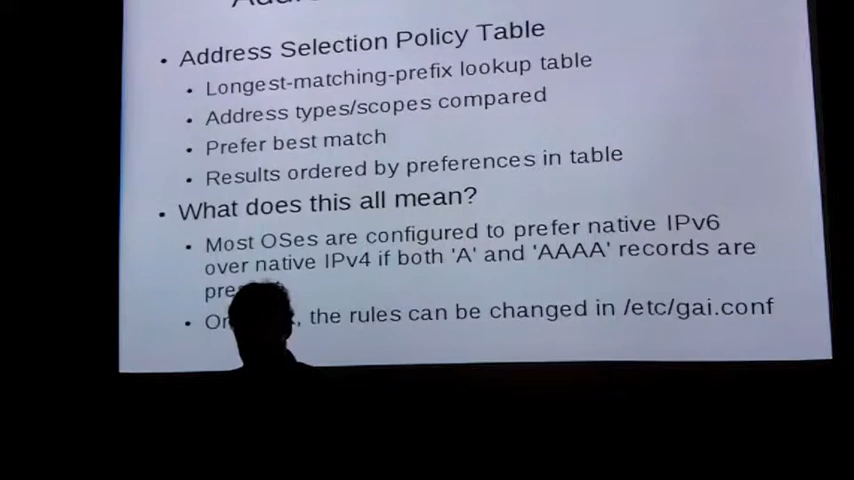 • Address Selection Policy Table
• Longest-matching-prefix lookup table
• Address types/scopes compared
• Prefer best match
• Results ordered by preferences in table
• What does this all mean?
• Most OSes are configured to prefer native IPv6
over native IPv4 if both 'A' and 'AAAA' records are
• , the rules can be changed in /etc/gai.conf